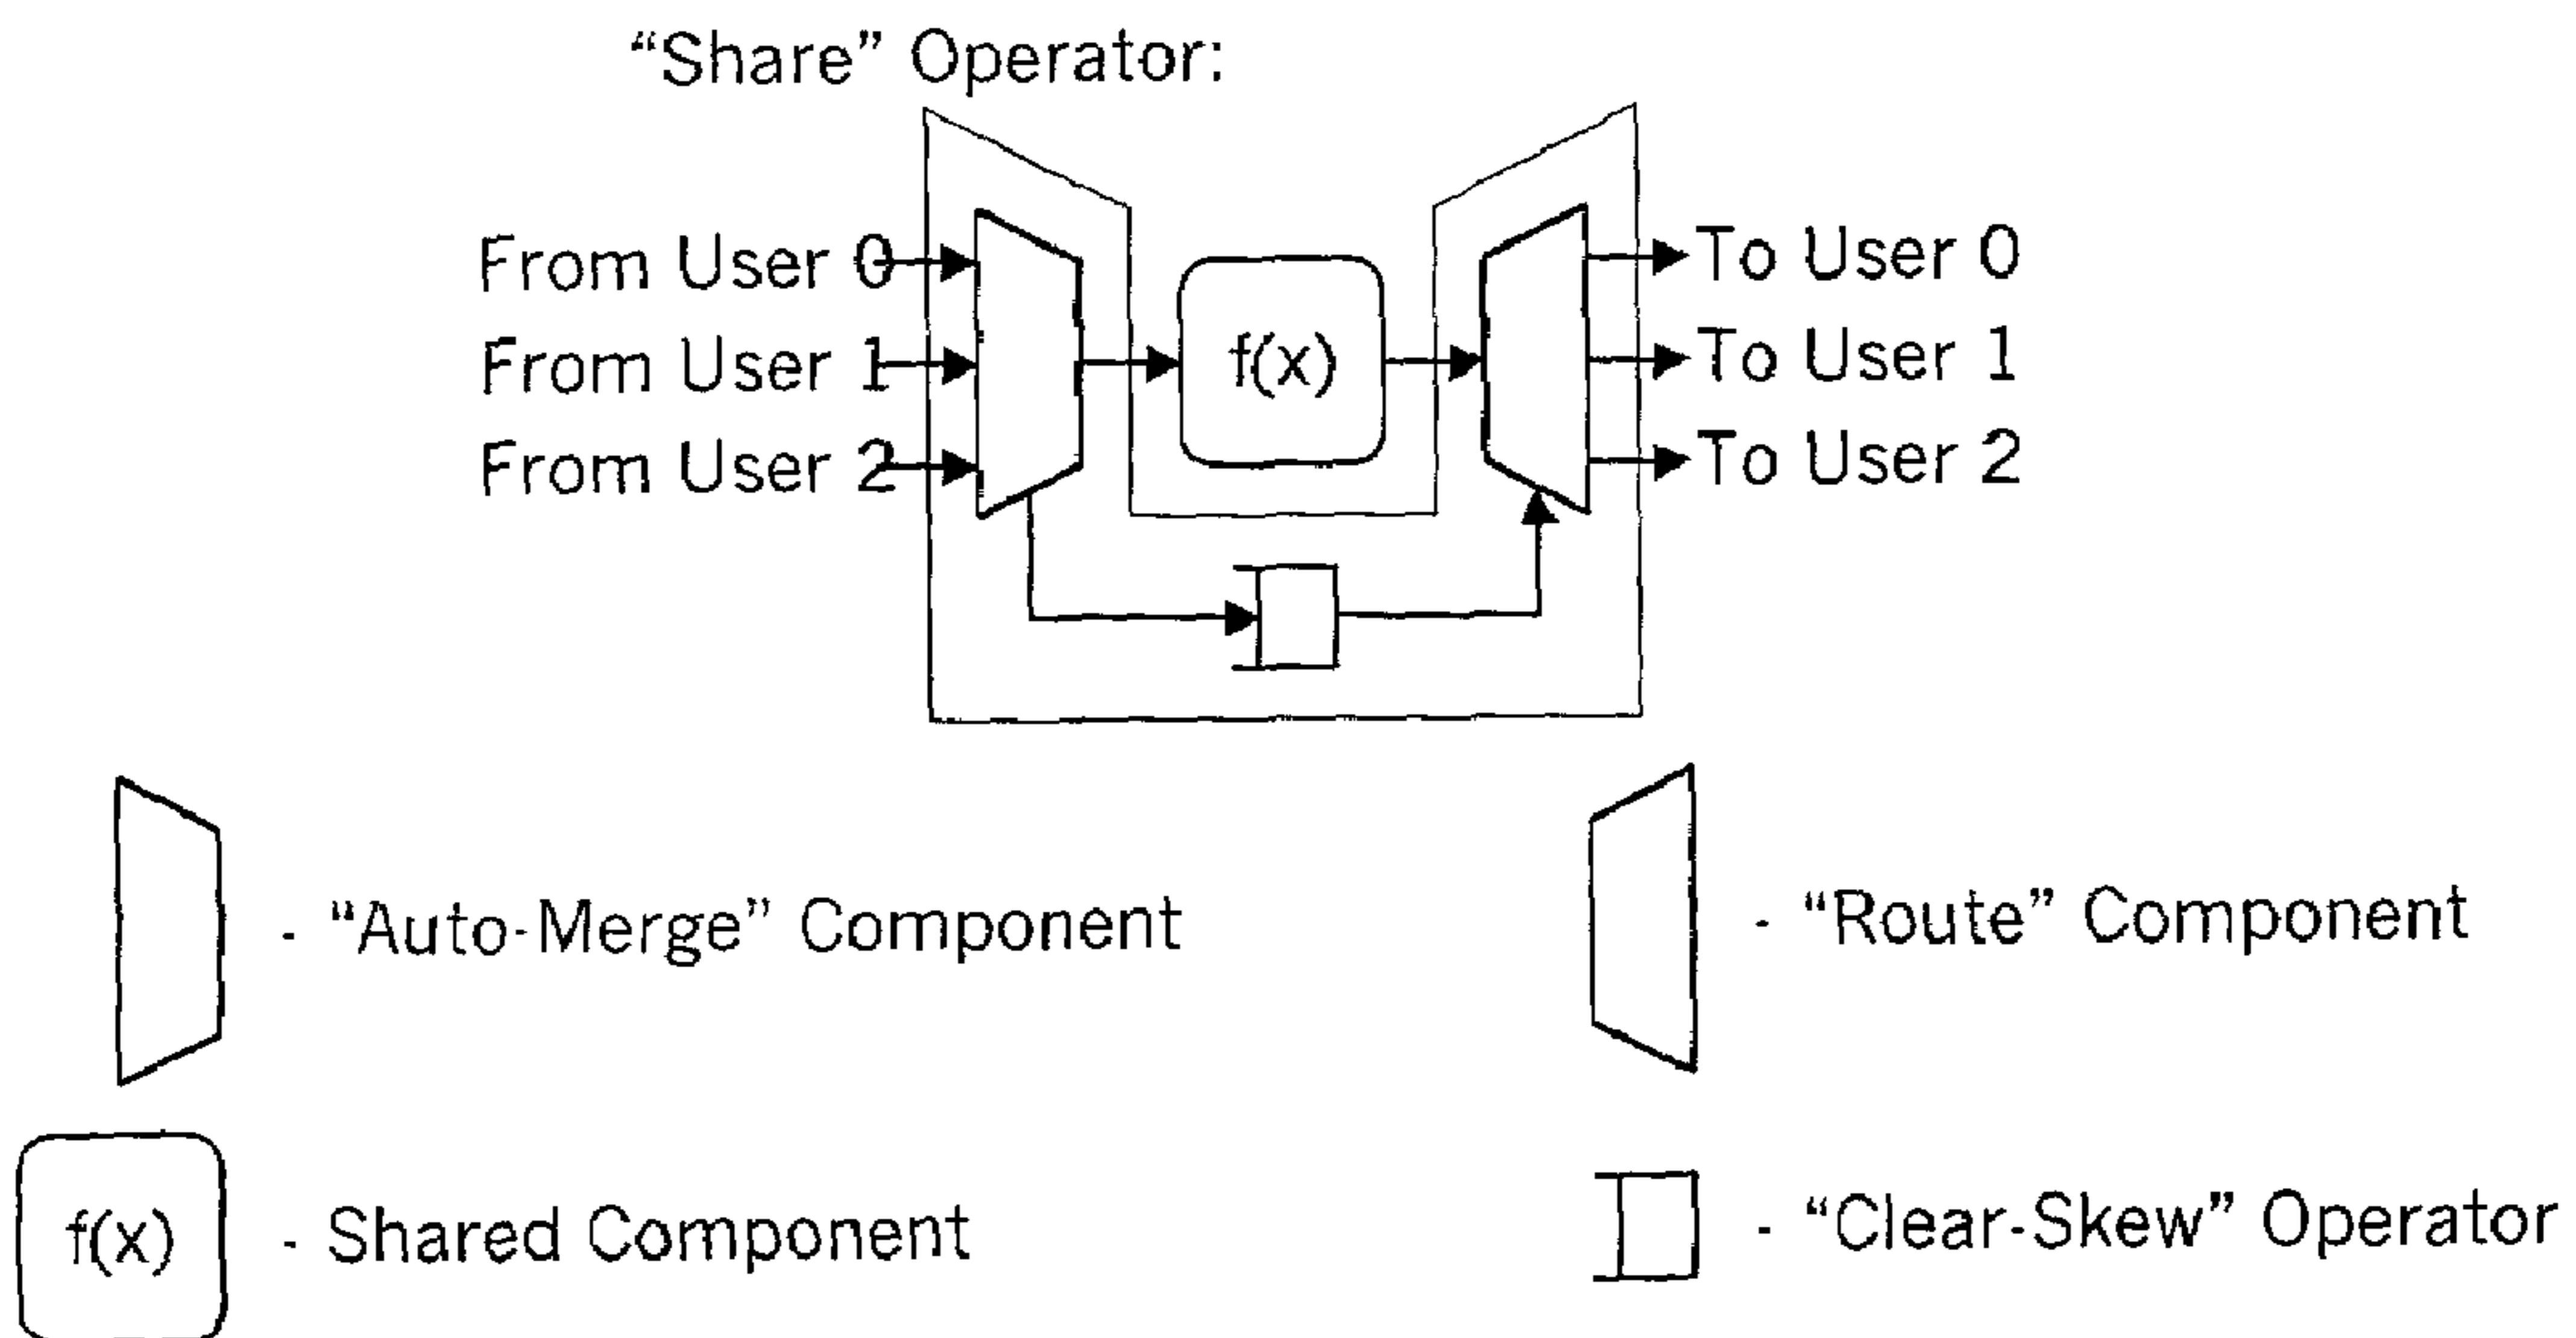 “Share” Operator:
From User 0
To User 0
From User 1
f(x)
To User 1
From User 2
To User 2
- “Auto-Merge” Component
- “Route” Component
f(x)
- Shared Component
- “Clear-Skew” Operator